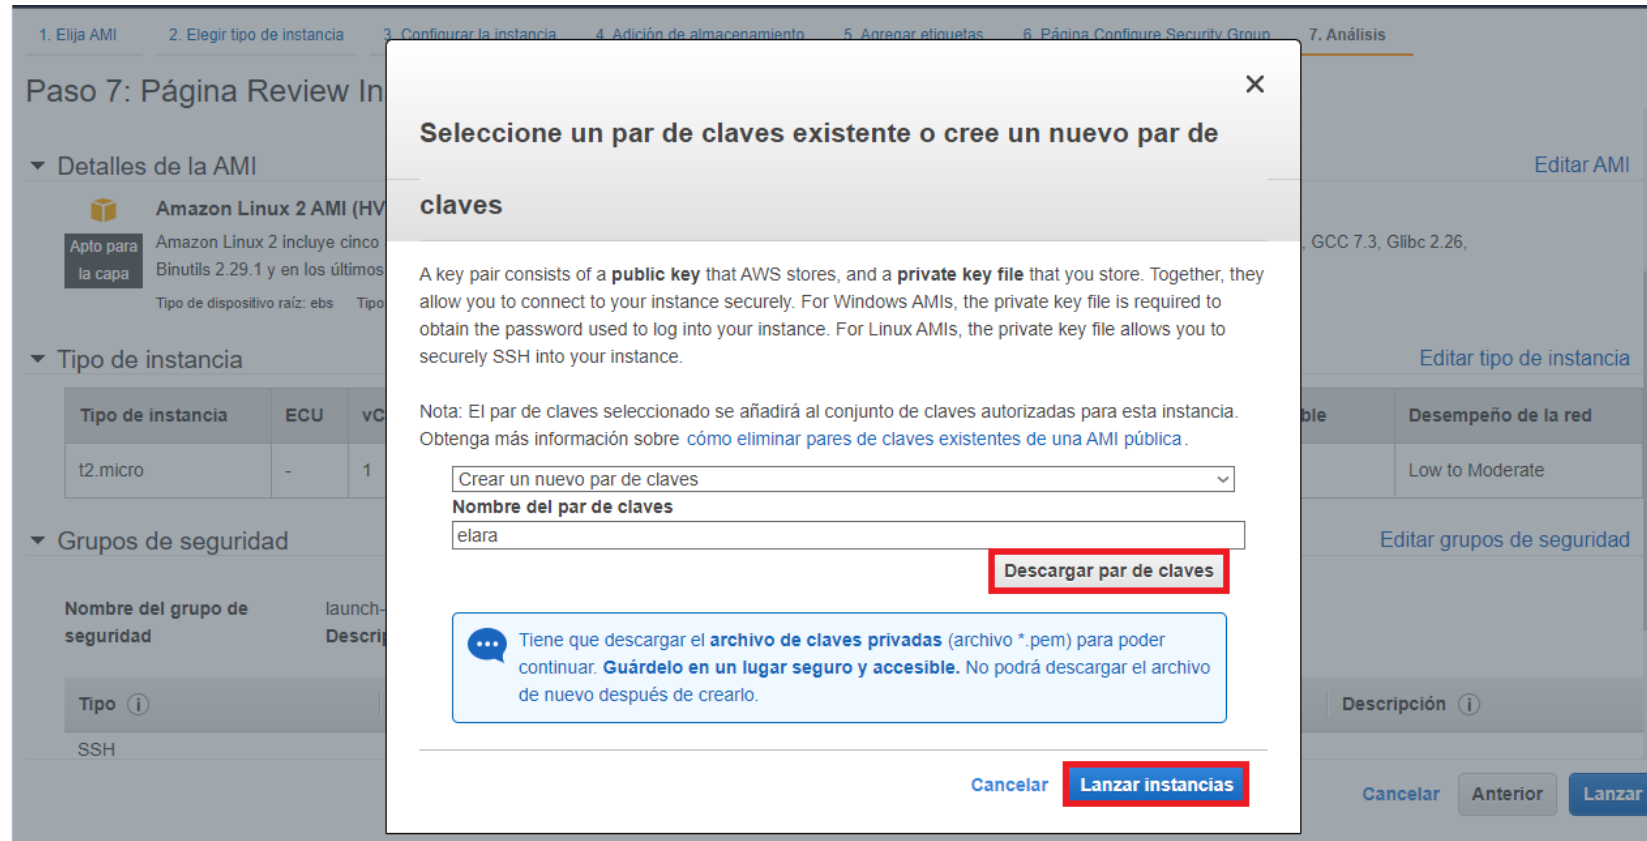 1. Elija AMI 2. Elegir tipo de instancia 3. Configurar la instancia 4. Adición de almacenamiento 5. Agregar etiquetas 6. Página Configure Security Group 7. Análisis
Paso 7: Página Review In
Seleccione un par de claves existente o cree un nuevo par de
claves
Detalles de la AMI
Editar AMI
Amazon Linux 2 AMI (HV
Apto para
la capa
Amazon Linux 2 incluye cinco
, GCC 7.3, Glibc 2.26,
Binutils 2.29.1 y en los últimos
Tipo de dispositivo raíz: ebs Tipo
A key pair consists of a public key that AWS stores, and a private key file that you store. Together, they
allow you to connect to your instance securely. For Windows AMIs, the private key file is required to
obtain the password used to log into your instance. For Linux AMIs, the private key file allows you to
securely SSH into your instance.
Tipo de instancia
Editar tipo de instancia
Tipo de instancia ECU vC
ble Desempeño de la red
t2.micro - 1
Low to Moderate
Nota: El par de claves seleccionado se añadirá al conjunto de claves autorizadas para esta instancia.
Obtenga más información sobre cómo eliminar pares de claves existentes de una AMI pública.
Crear un nuevo par de claves
Nombre del par de claves
elara
Descargar par de claves
Grupos de seguridad
Editar grupos de seguridad
Nombre del grupo de
seguridad
launch-
Descrip
Tiene que descargar el archivo de claves privadas (archivo *.pem) para poder
continuar. Guárdelo en un lugar seguro y accesible. No podrá descargar el archivo
de nuevo después de crearlo.
Tipo
Descripción
SSH
Cancelar Lanzar instancias
Cancelar Anterior Lanzar